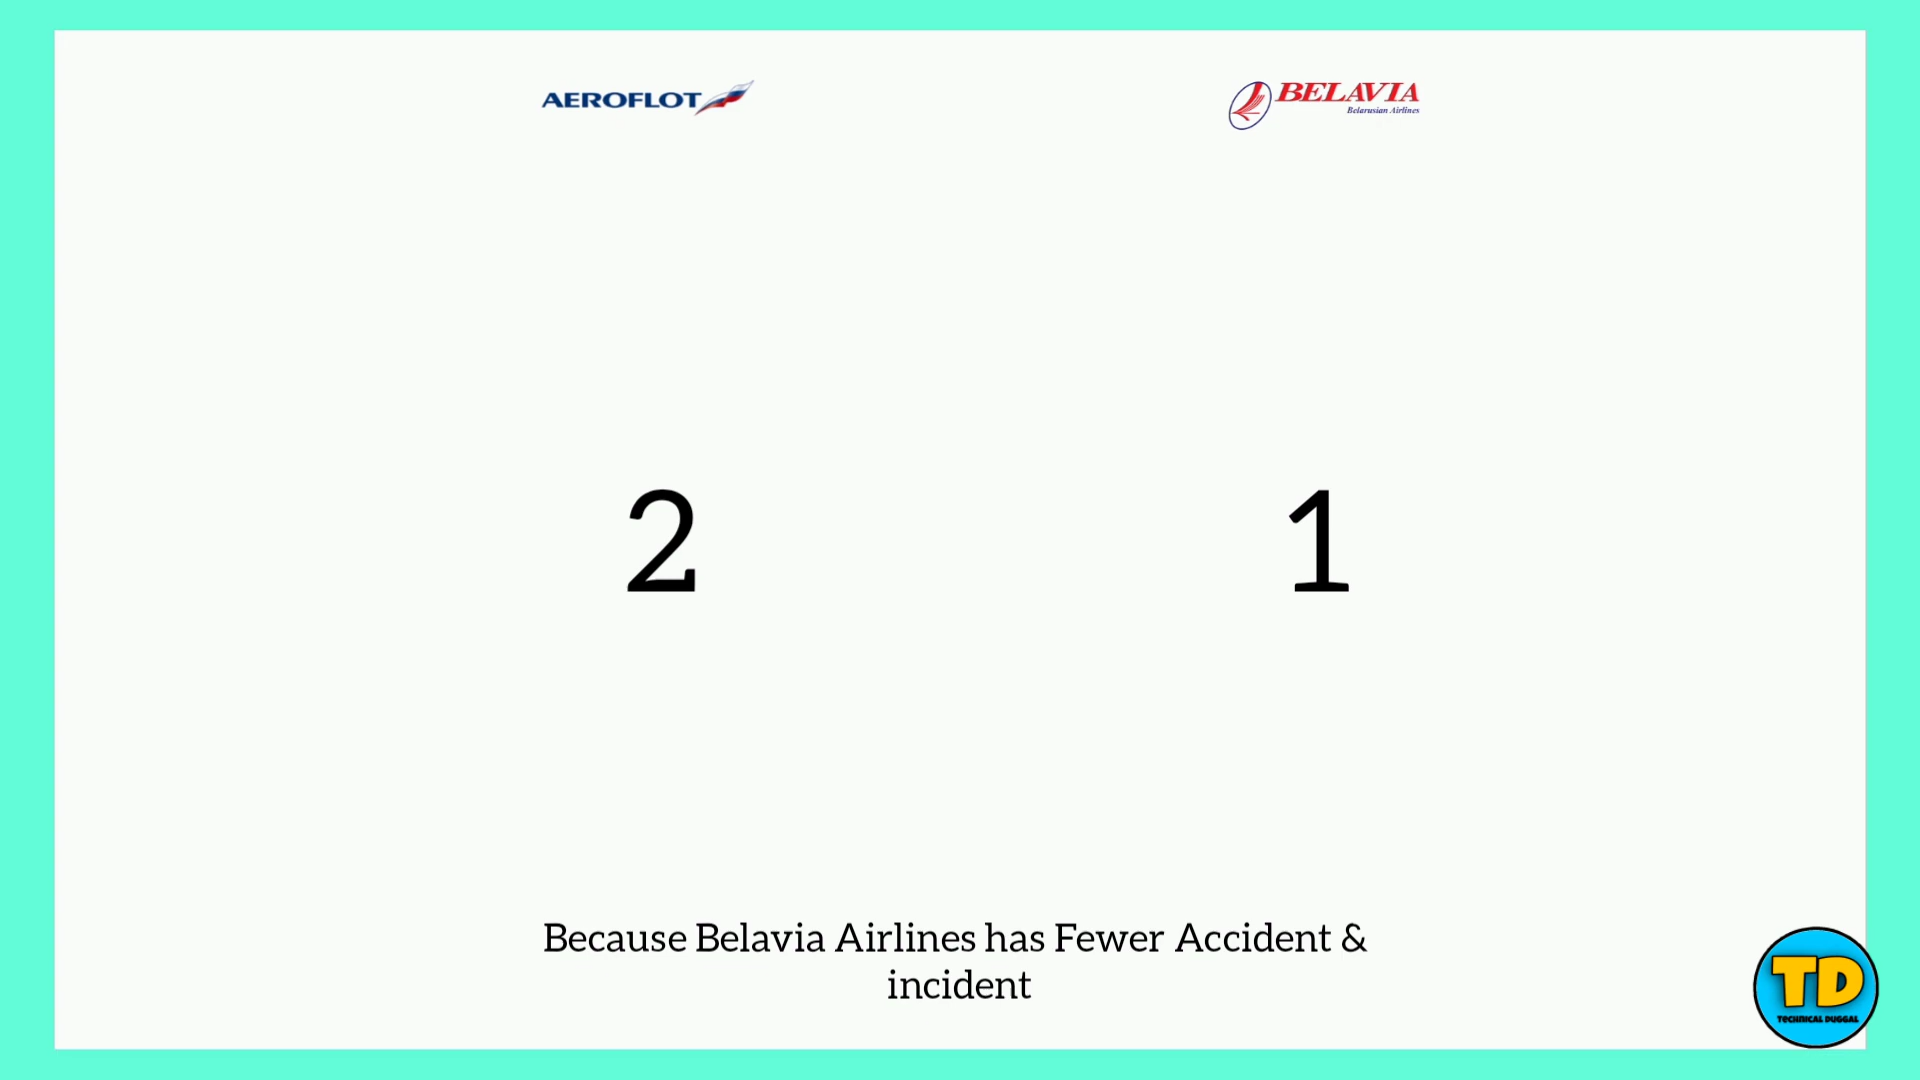 AEROFLOT
BELAVIA
Belarusian Airlines
2
1
Because Belavia Airlines has Fewer Accident &
incident
TD
TECHNICAL DUGGAL